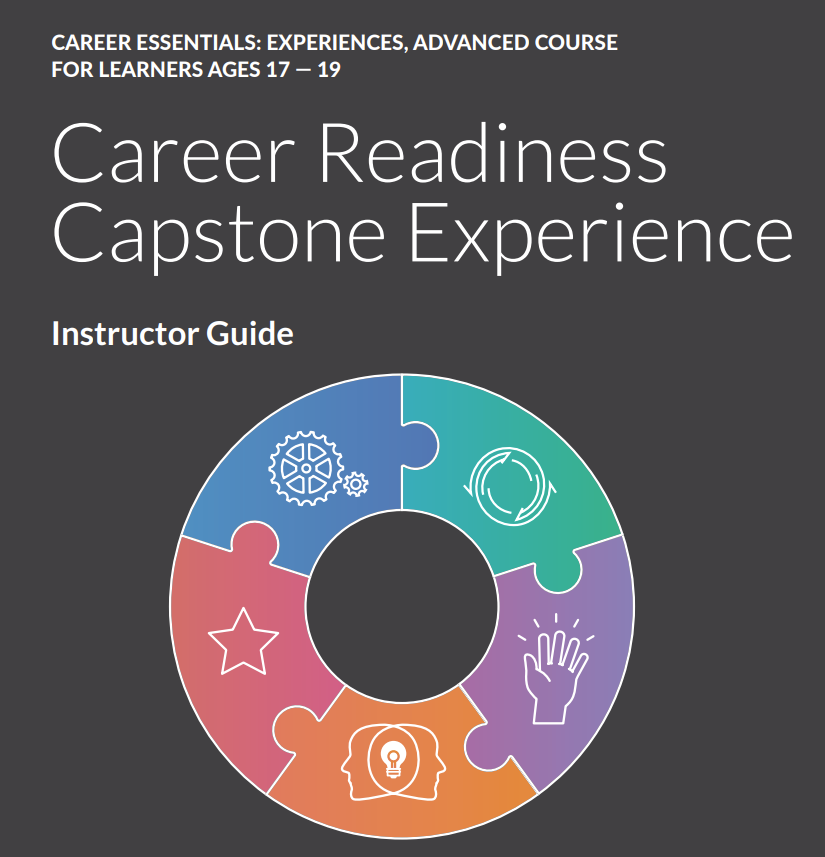 CAREER ESSENTIALS: EXPERIENCES, ADVANCED COURSE
FOR LEARNERS AGES 17 — 19
Career Readiness
Capstone Experience
Instructor Guide